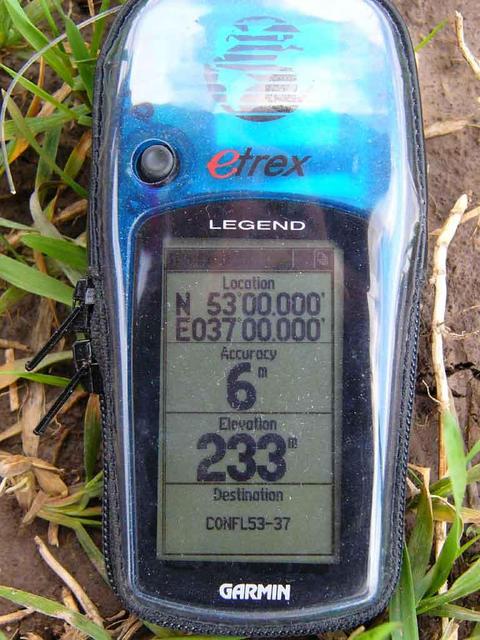 etrex
LEGEND
Location
N 53°00.000'
E037°00.000'
Accuracy
6 m
Elevation
233 m
Destination
CONFL53-37
GARMIN